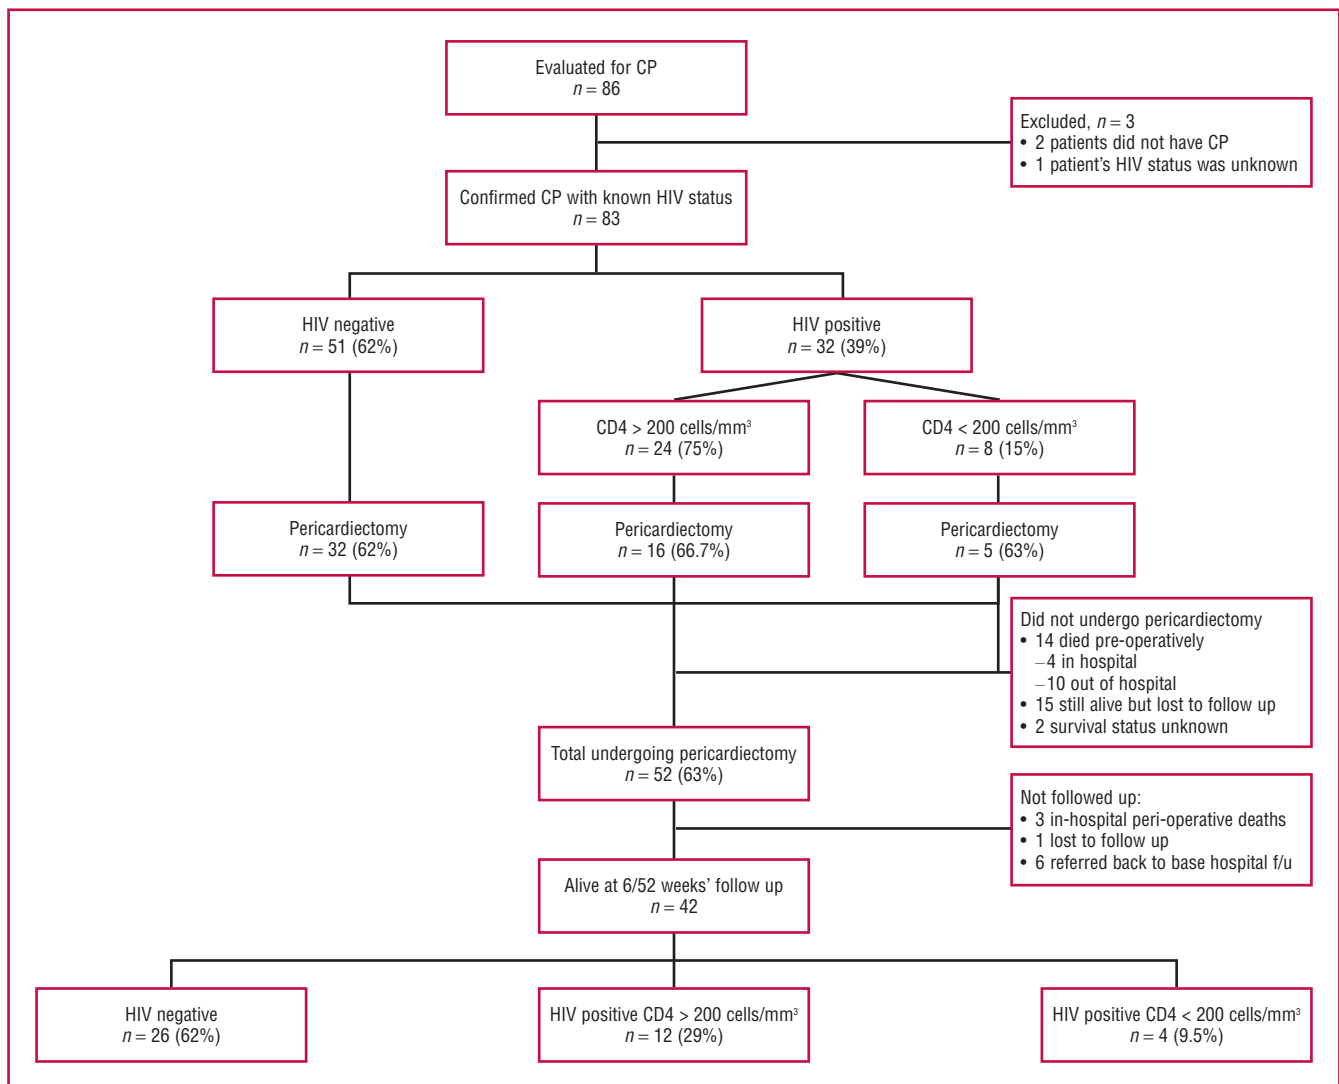 Evaluated for CP
n = 86
Excluded, n = 3
• 2 patients did not have CP
• 1 patient's HIV status was unknown
Confirmed CP with known HIV status
n = 83
HIV negative
n = 51 (62%)
HIV positive
n = 32 (39%)
CD4 > 200 cells/mm³
n = 24 (75%)
CD4 < 200 cells/mm³
n = 8 (15%)
Pericardiectomy
n = 32 (62%)
Pericardiectomy
n = 16 (66.7%)
Pericardiectomy
n = 5 (63%)
Did not undergo pericardiectomy
• 14 died pre-operatively
–4 in hospital
–10 out of hospital
• 15 still alive but lost to follow up
• 2 survival status unknown
Total undergoing pericardiectomy
n = 52 (63%)
Not followed up:
• 3 in-hospital peri-operative deaths
• 1 lost to follow up
• 6 referred back to base hospital f/u
Alive at 6/52 weeks' follow up
n = 42
HIV negative
n = 26 (62%)
HIV positive CD4 > 200 cells/mm³
n = 12 (29%)
HIV positive CD4 < 200 cells/mm³
n = 4 (9.5%)